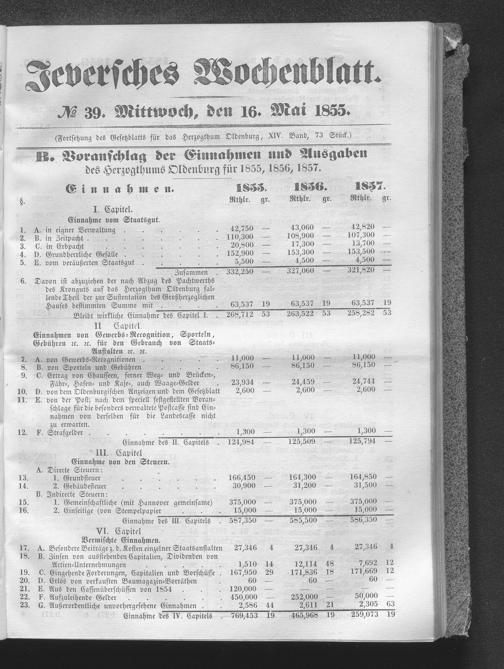 Jeversches Wochenblatt.
№ 39. Mittwoch, den 16. Mai 1855.
(Fortsetzung des Gesetzblatts für das Herzogthum Oldenburg, XIV. Band, 73 Stück.)
B. Voranschlag der Einnahmen und Ausgaben
des Herzogthums Oldenburg für 1855, 1856, 1857.
Einnahmen. 1855. 1856. 1857.
§. Rthlr. gr. Rthlr. gr. Rthlr. gr.
I. Capitel.
Einnahme vom Staatsgut.
1. A. in eigner Verwaltung 42,750 — 43,060 — 42,820 —
2. B. in Zeitpacht 110,300 — 108,900 — 107,300 —
3. C. in Erbpacht 20,800 — 17,300 — 13,700 —
4. D. Grundherrliche Gefälle 152,900 — 153,300 — 153,500 —
5. E. vom veräußerten Staatsgut 5,500 — 4,500 — 4,500 —
Zusammen 332,250 — 327,060 — 321,820 —
6. Davon ist abzuziehen der nach Abzug des Pachtwerths
des Kronguts auf das Herzogthum Oldenburg fal-
lende Theil der zur Sustentation des Großherzoglichen
Hauses bestimmten Summe mit 63,537 19 63,537 19 63,537 19
Bleibt wirkliche Einnahme des Capitel I. 268,712 53 263,522 53 258,282 53
II Capitel.
Einnahmen von Gewerbs-Recognition, Sporteln,
Gebühren ꝛc. ꝛc. für den Gebrauch von Staats-
Anstalten ꝛc. ꝛc.
7. A. von Gewerbs-Recognitionen 11,000 — 11,000 — 11,000 —
8. B. von Sporteln und Gebühren 86,150 — 86,150 — 86,150 —
9. C. Ertrag von Chausseen, ferner Weg- und Brücken-,
Fähr-, Hafen- und Kaje-, auch Waage-Gelder 23,934 — 24,459 — 24,744 —
10. D. von den Oldenburgischen Anzeigen und dem Gesetzblatt 2,600 — 2,600 — 2,600 —
11. E. von der Post; nach dem speciell festgestellten Voran-
schlage für die besonders verwaltete Postcasse sind Ein-
nahmen von derselben für die Landescasse nicht
zu erwarten.
12. F. Strafgelder 1,300 — 1,300 — 1,300 —
Einnahme des II. Capitels 124,984 — 125,509 — 125,794 —
III. Capitel
Einnahme von den Steuern.
A. Directe Steuern:
13. 1. Grundsteuer 166,450 — 164,300 — 164,850 —
14. 2. Gebäudesteuer 30,900 — 31,200 — 31,500 —
B. Indirecte Steuern:
15. 1. Gemeinschaftliche (mit Hannover gemeinsame) 375,000 — 375,000 — 375,000 —
16. 2. Einseitige (von Stempelpapier 15,000 — 15,000 — 15,000 —
Einnahme des III. Capitels 587,350 — 585,500 — 586,350 —
VI. Capitel
Vermischte Einnahmen.
17. A. Besondere Beiträge z. d. Kosten einzelner Staatsanstalten 27,346 4 27,346 4 27,346 4
18. B. Zinsen von ausstehenden Capitalien, Dividenden von
Actien-Unternehmungen 1,510 44 12,114 48 7,692 12
19. C. Eingehende Forderungen, Capitalien und Vorschüsse 167,950 29 171,836 18 171,669 12
20. D. Erlös von verkauften Baumagazin-Vorräthen 60 — 60 — 60 —
21. E. Aus den Cassenüberschüssen von 1854 120,000 —
22. F. Aufzuleihende Gelder 450,000 — 252,000 — 50,000 —
23. G. Außerordentliche unvorhergesehene Einnahmen 2,586 44 2,611 21 2,305 63
Einnahme des IV. Capitels 769,453 19 465,968 19 259,073 19